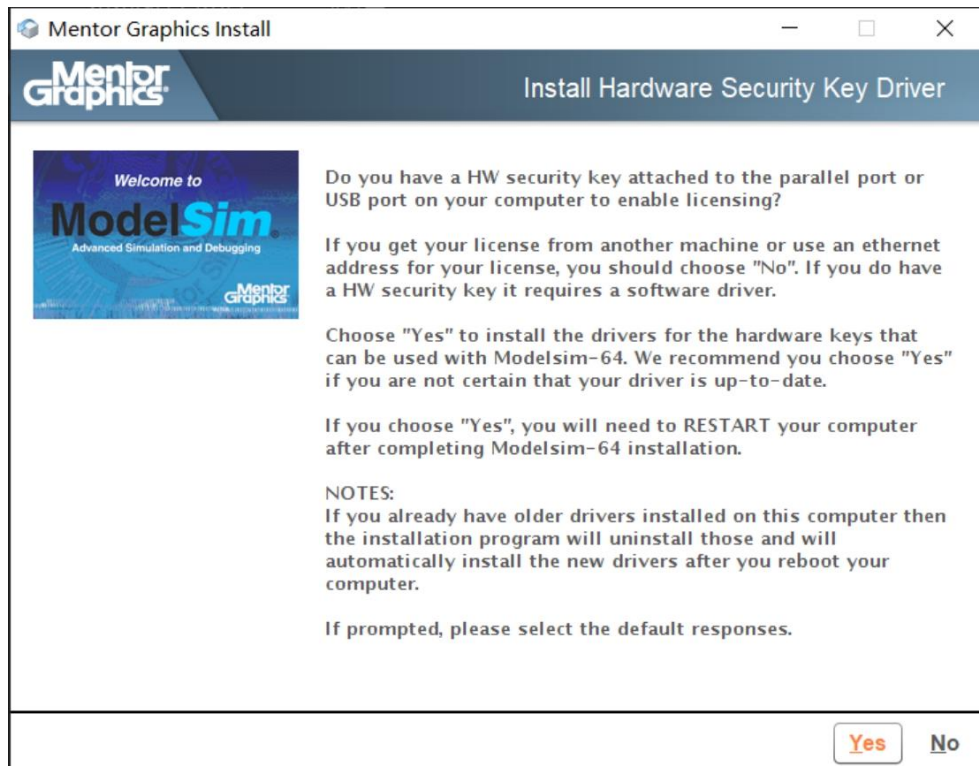 Mentor Graphics Install
Mentor
Graphics
Install Hardware Security Key Driver
Welcome to
ModelSim
Advanced Simulation and Debugging
Mentor
Graphics
Do you have a HW security key attached to the parallel port or
USB port on your computer to enable licensing?
If you get your license from another machine or use an ethernet
address for your license, you should choose "No". If you do have
a HW security key it requires a software driver.
Choose "Yes" to install the drivers for the hardware keys that
can be used with Modelsim-64. We recommend you choose "Yes"
if you are not certain that your driver is up-to-date.
If you choose "Yes", you will need to RESTART your computer
after completing Modelsim-64 installation.
NOTES:
If you already have older drivers installed on this computer then
the installation program will uninstall those and will
automatically install the new drivers after you reboot your
computer.
If prompted, please select the default responses.
Yes No